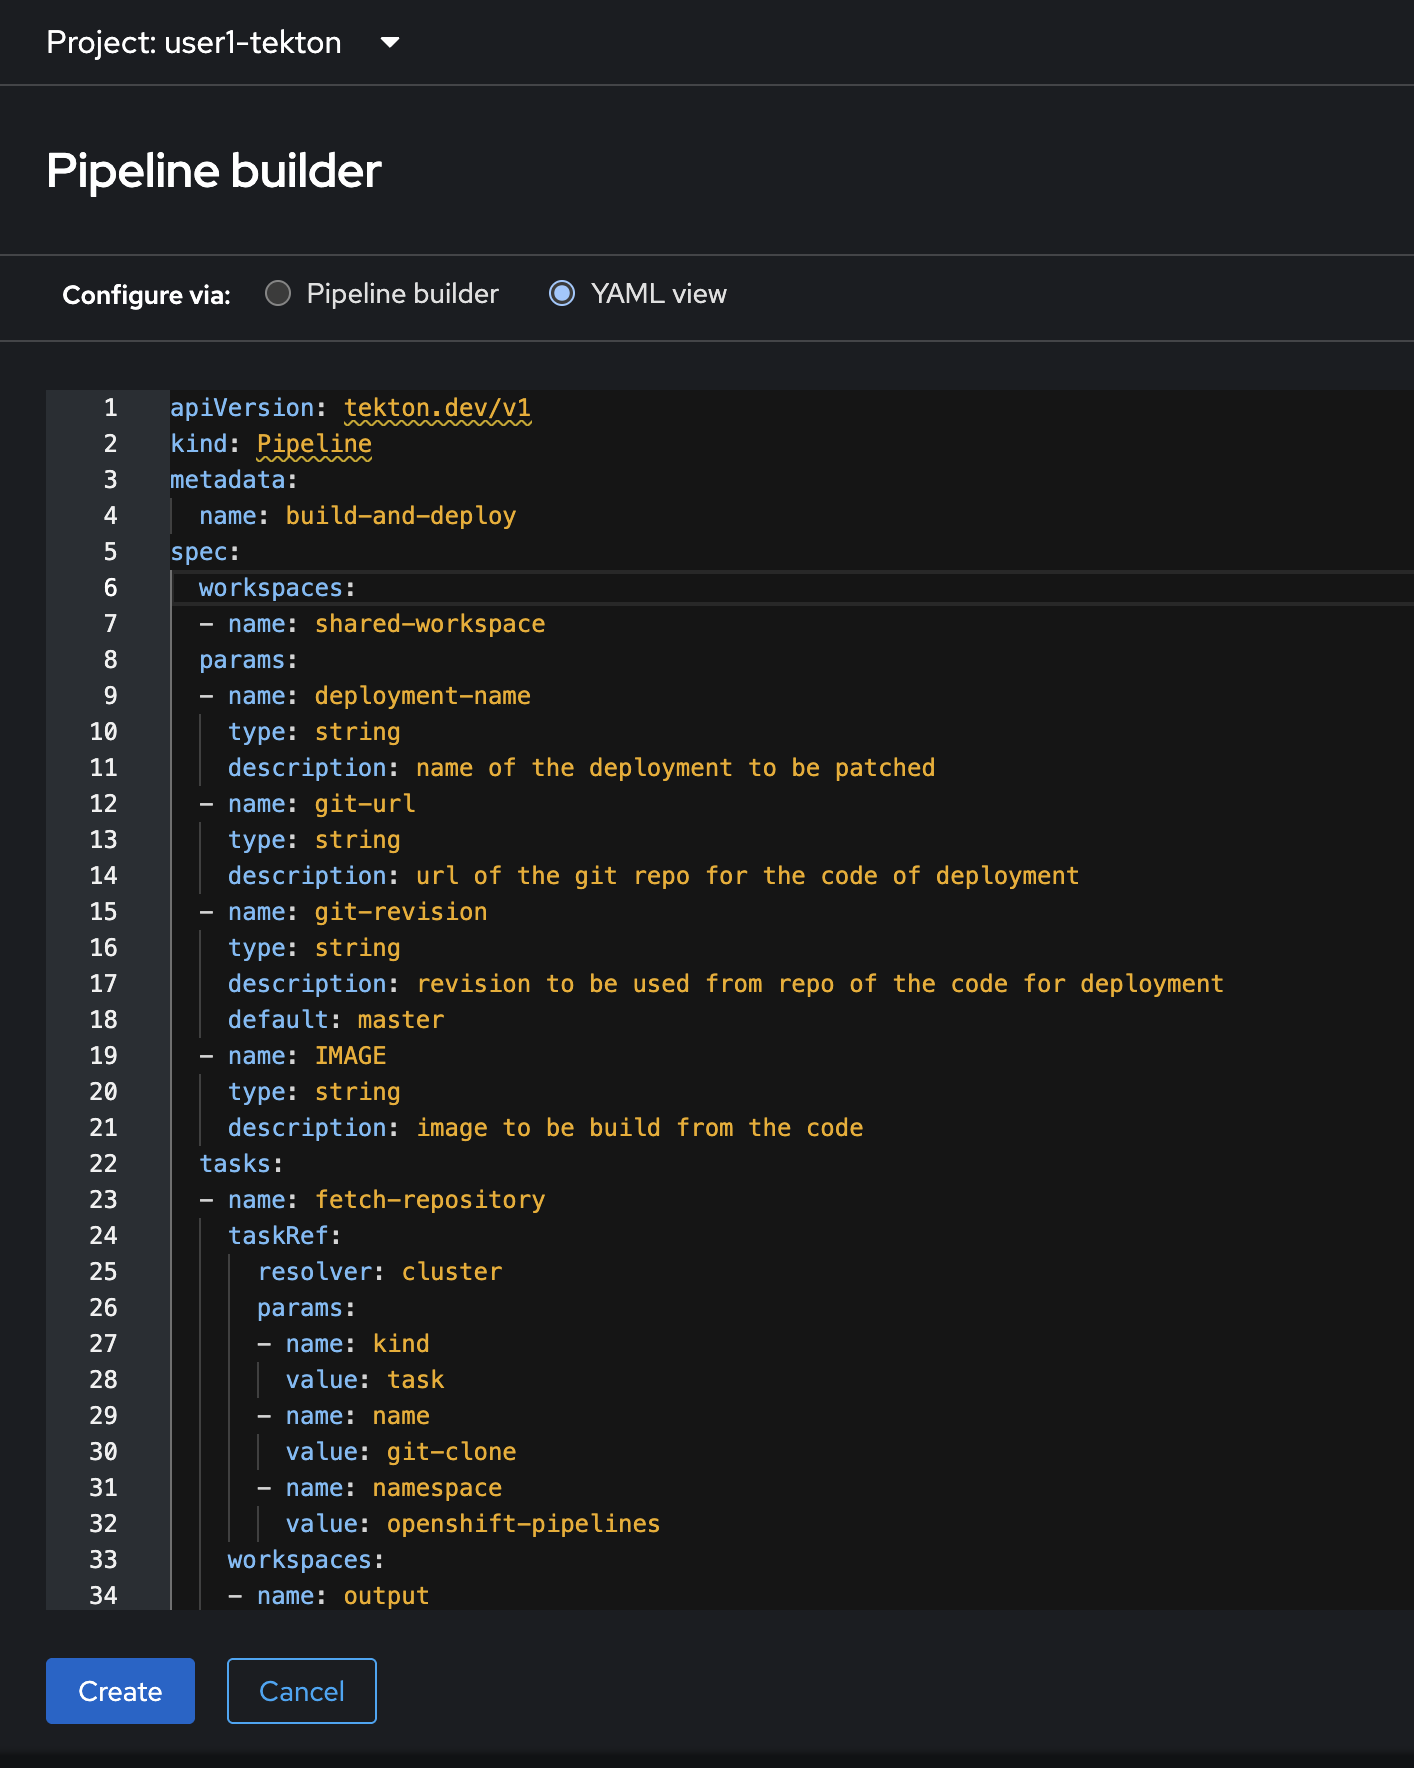 Project: user1-tekton
Pipeline builder
Configure via: Pipeline builder YAML view
1 apiVersion: tekton.dev/v1
2 kind: Pipeline
3 metadata:
4   name: build-and-deploy
5 spec:
6   workspaces:
7   - name: shared-workspace
8   params:
9   - name: deployment-name
10     type: string
11     description: name of the deployment to be patched
12   - name: git-url
13     type: string
14     description: url of the git repo for the code of deployment
15   - name: git-revision
16     type: string
17     description: revision to be used from repo of the code for deployment
18     default: master
19   - name: IMAGE
20     type: string
21     description: image to be build from the code
22   tasks:
23   - name: fetch-repository
24     taskRef:
25       resolver: cluster
26       params:
27       - name: kind
28         value: task
29       - name: name
30         value: git-clone
31       - name: namespace
32         value: openshift-pipelines
33     workspaces:
34     - name: output
Create Cancel